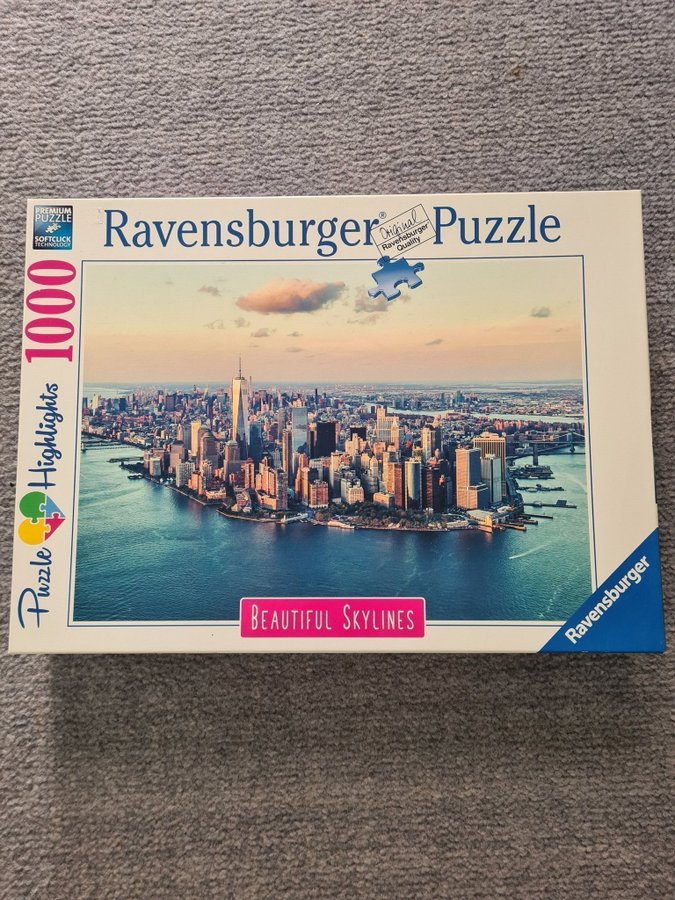 PREMIUM
PUZZLE
SOFTCLICK
TECHNOLOGY
Ravensburger® Puzzle
Original
Ravensburger
Quality
1000
Puzzle Highlights
BEAUTIFUL SKYLINES
Ravensburger